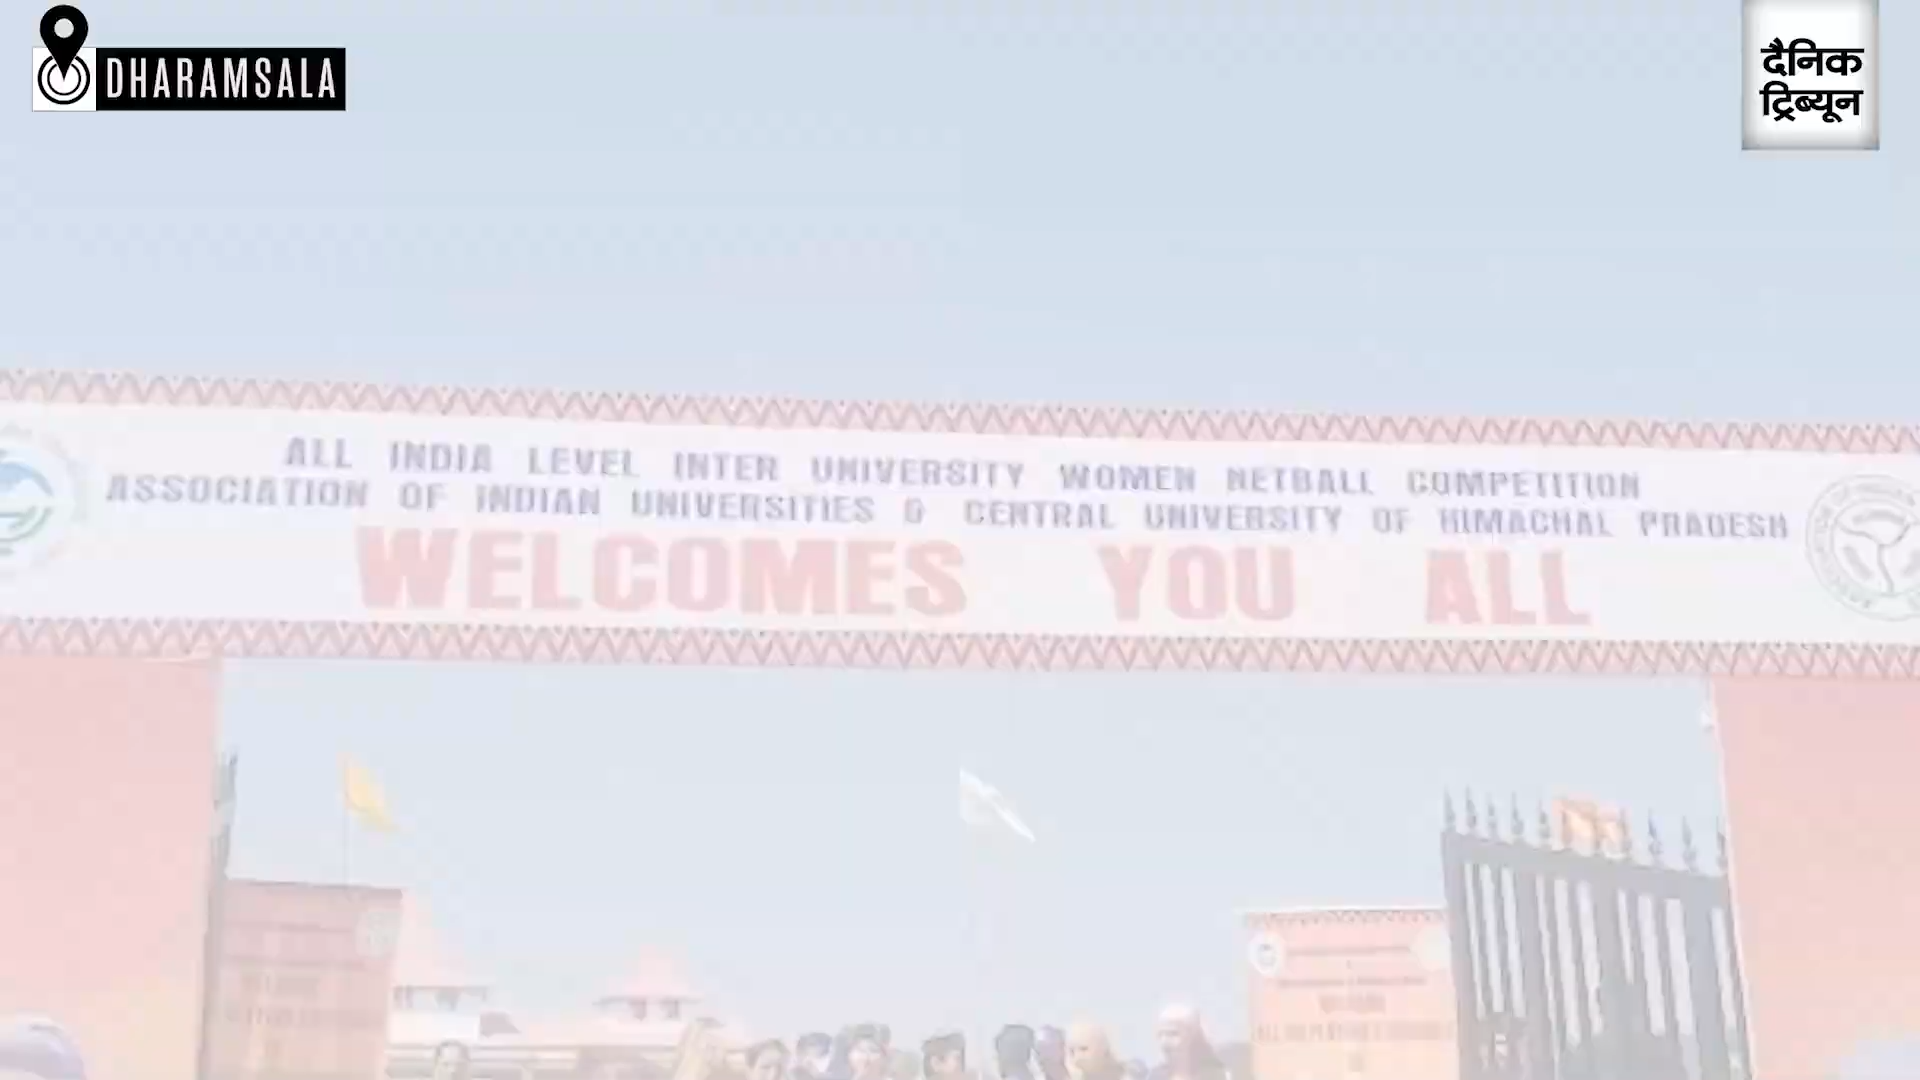 DHARAMSALA
दैनिक
ट्रिब्यून
ALL INDIA LEVEL INTER UNIVERSITY WOMEN NETBALL COMPETITION
ASSOCIATION OF INDIAN UNIVERSITIES & CENTRAL UNIVERSITY OF HIMACHAL PRADESH
WELCOMES YOU ALL